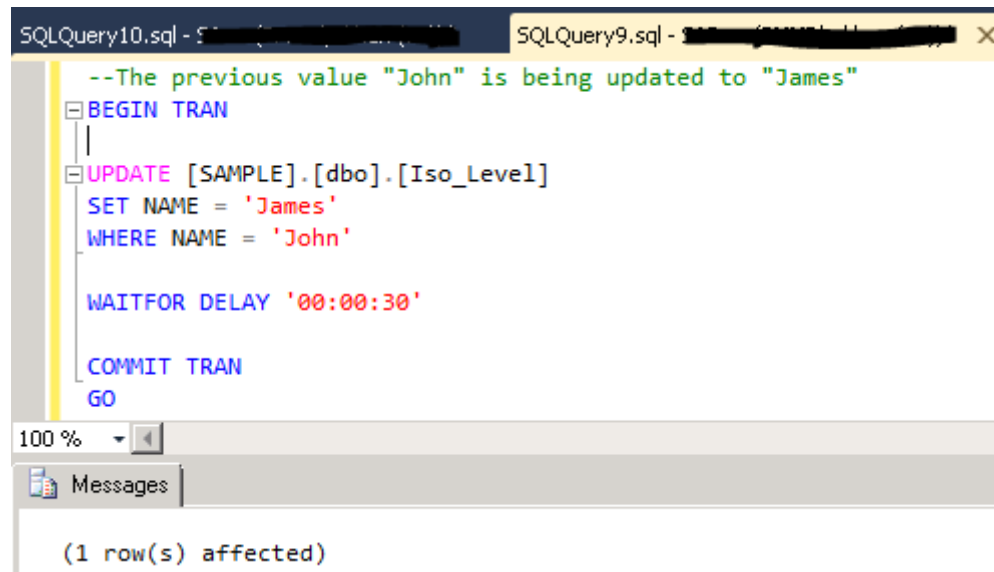 SQLQuery10.sql - SQLQuery9.sql -
--The previous value "John" is being updated to "James"
BEGIN TRAN
UPDATE [SAMPLE].[dbo].[Iso_Level]
SET NAME = 'James'
WHERE NAME = 'John'
WAITFOR DELAY '00:00:30'
COMMIT TRAN
GO
100 %
Messages
(1 row(s) affected)